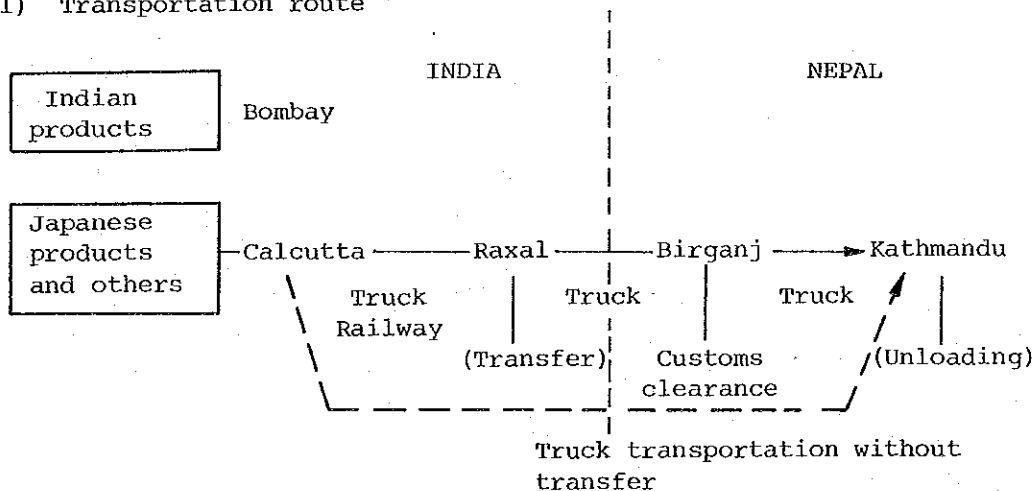 1) Transportation route
INDIA
NEPAL
Indian
products
Bombay
Japanese
products
and others
Calcutta
Raxal
Birganj
Kathmandu
Truck
Railway
Truck
Truck
(Transfer)
Customs
clearance
(Unloading)
Truck transportation without
transfer